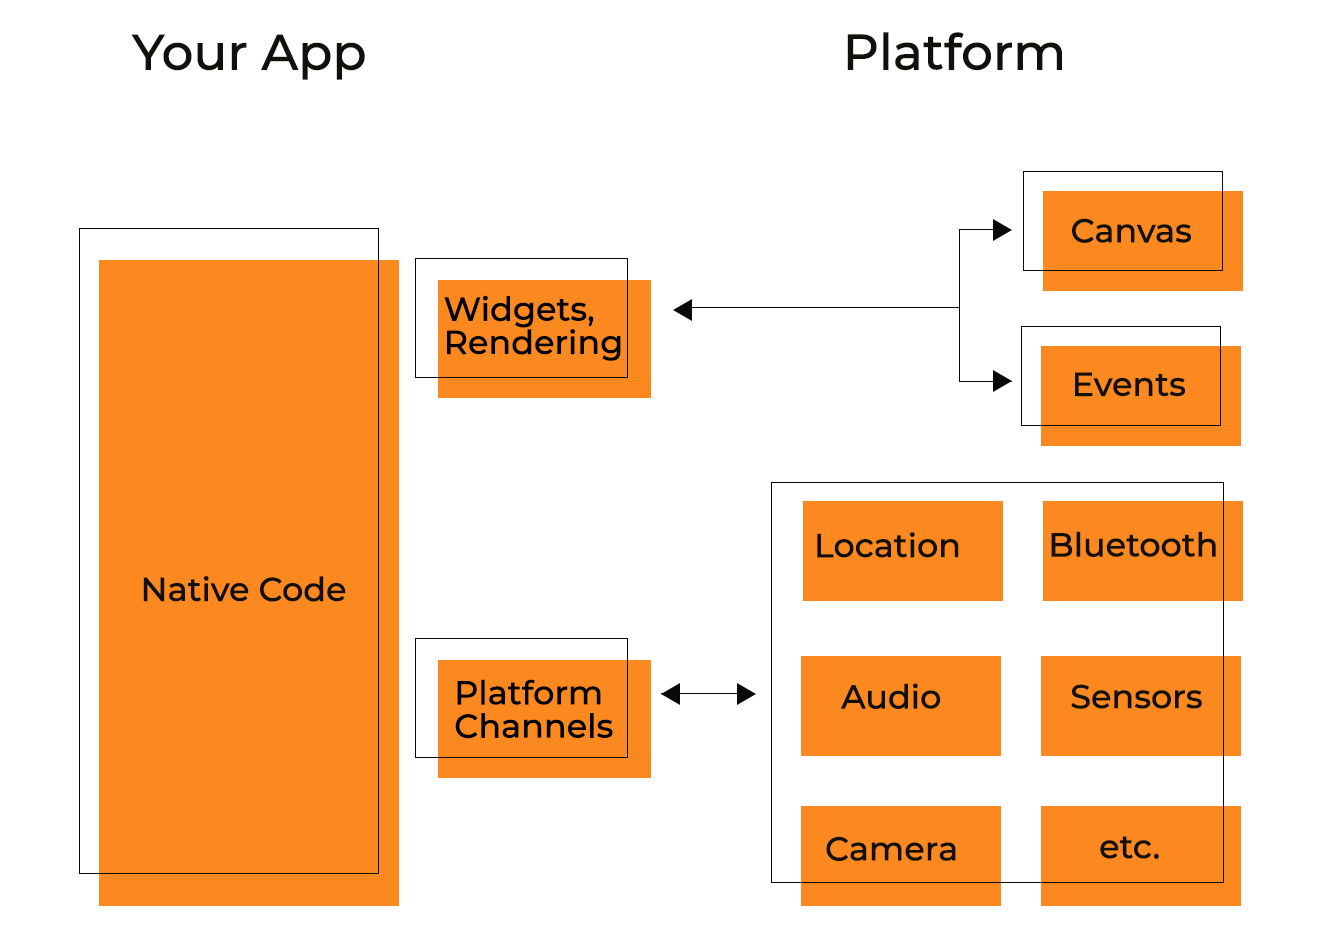 Your App
Platform
Canvas
Widgets,
Rendering
Events
Native Code
Location
Bluetooth
Platform
Channels
Audio
Sensors
Camera
etc.